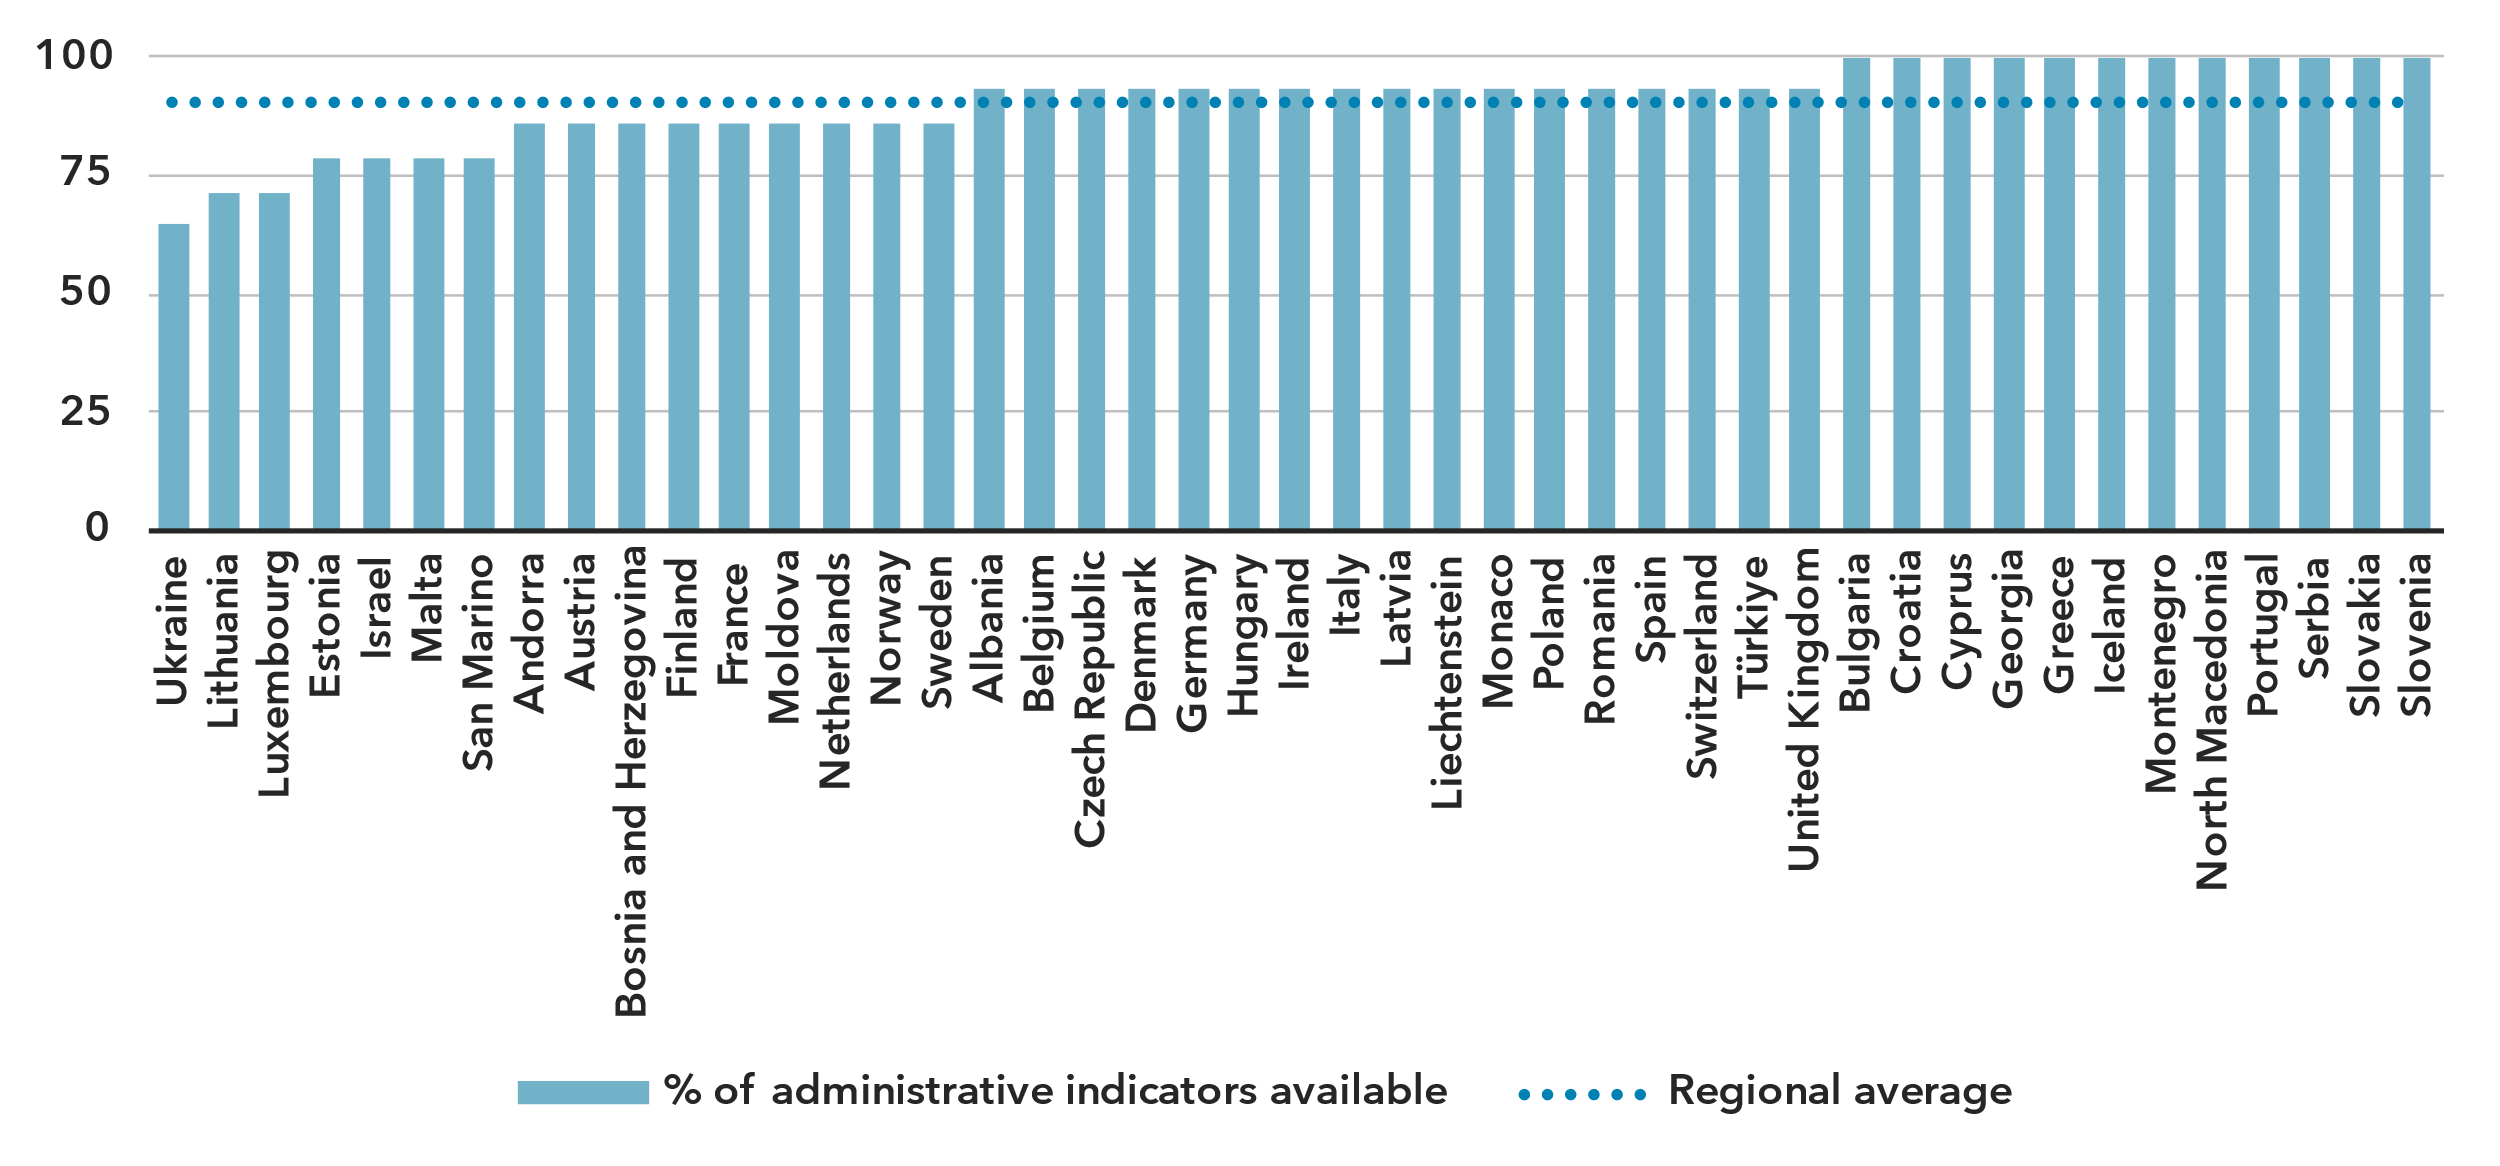 100
75
50
25
0
Ukraine
Lithuania
Luxembourg
Estonia
Israel
Malta
San Marino
Andorra
Austria
Bosnia and Herzegovina
Finland
France
Moldova
Netherlands
Norway
Sweden
Albania
Belgium
Czech Republic
Denmark
Germany
Hungary
Ireland
Italy
Latvia
Liechtenstein
Monaco
Poland
Romania
Spain
Switzerland
Türkiye
United Kingdom
Bulgaria
Croatia
Cyprus
Georgia
Greece
Iceland
Montenegro
North Macedonia
Portugal
Serbia
Slovakia
Slovenia
% of administrative indicators available
Regional average